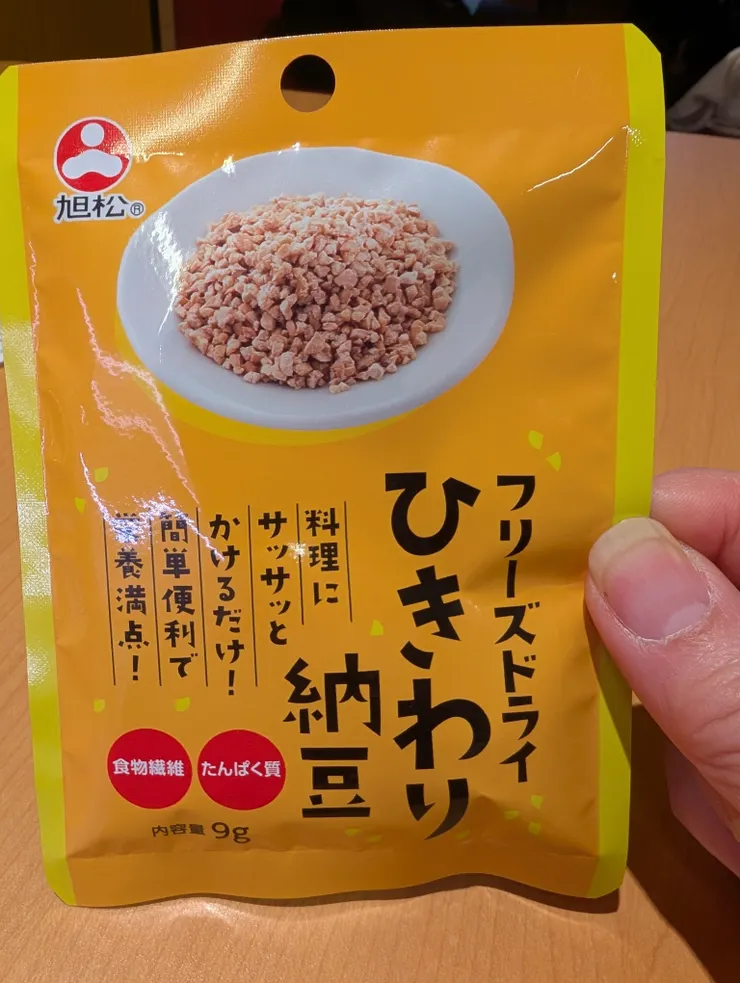 旭松®
フリーズドライ
ひきわり
納豆
料理に
サッサッと
かけるだけ!
簡単便利で
栄養満点!
食物繊維
たんぱく質
内容量 9g